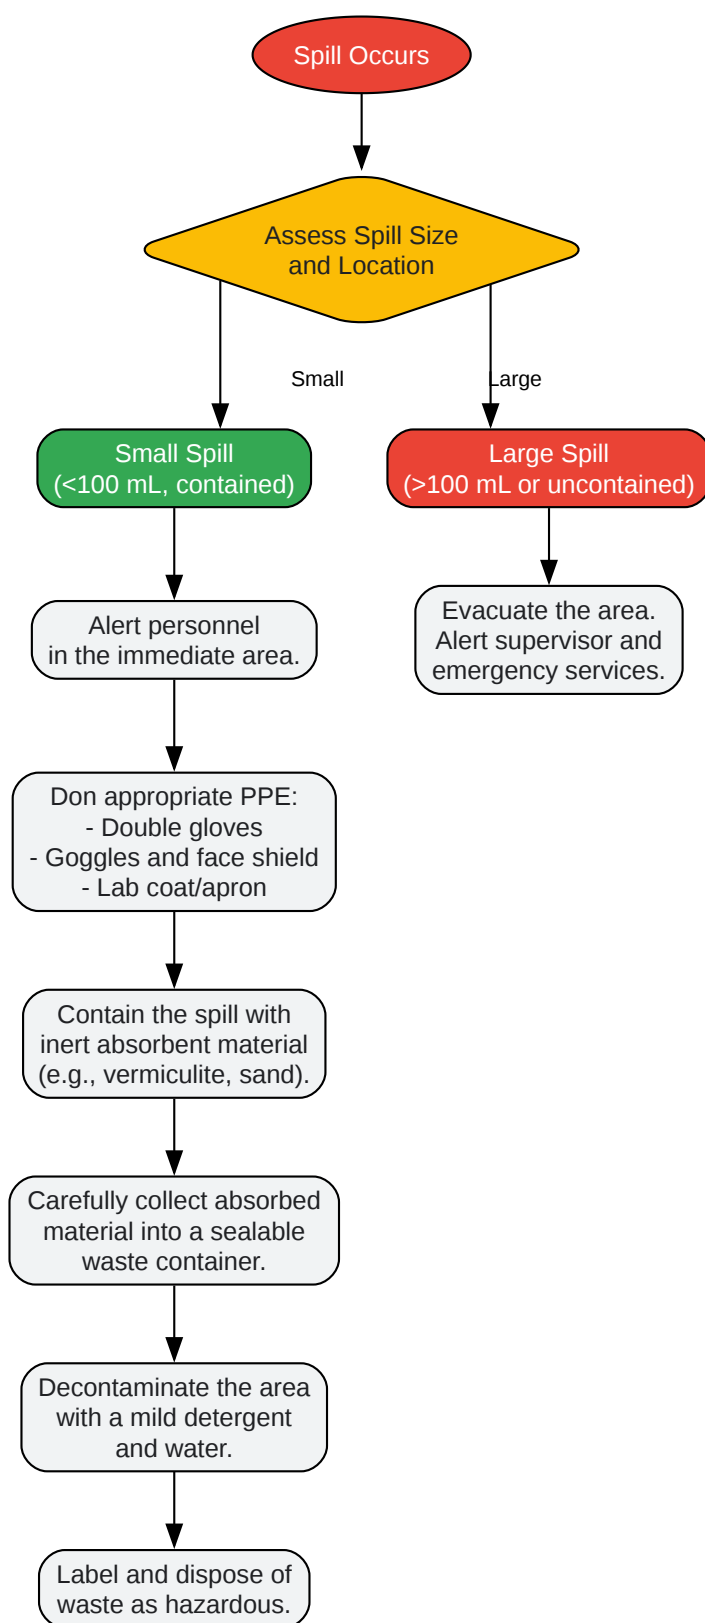 Spill Occurs
Assess Spill Size
and Location
Small
Large
Small Spill
(<100 mL, contained)
Large Spill
(>100 mL or uncontained)
Alert personnel
in the immediate area.
Evacuate the area.
Alert supervisor and
emergency services.
Don appropriate PPE:
- Double gloves
- Goggles and face shield
- Lab coat/apron
Contain the spill with
inert absorbent material
(e.g., vermiculite, sand).
Carefully collect absorbed
material into a sealable
waste container.
Decontaminate the area
with a mild detergent
and water.
Label and dispose of
waste as hazardous.